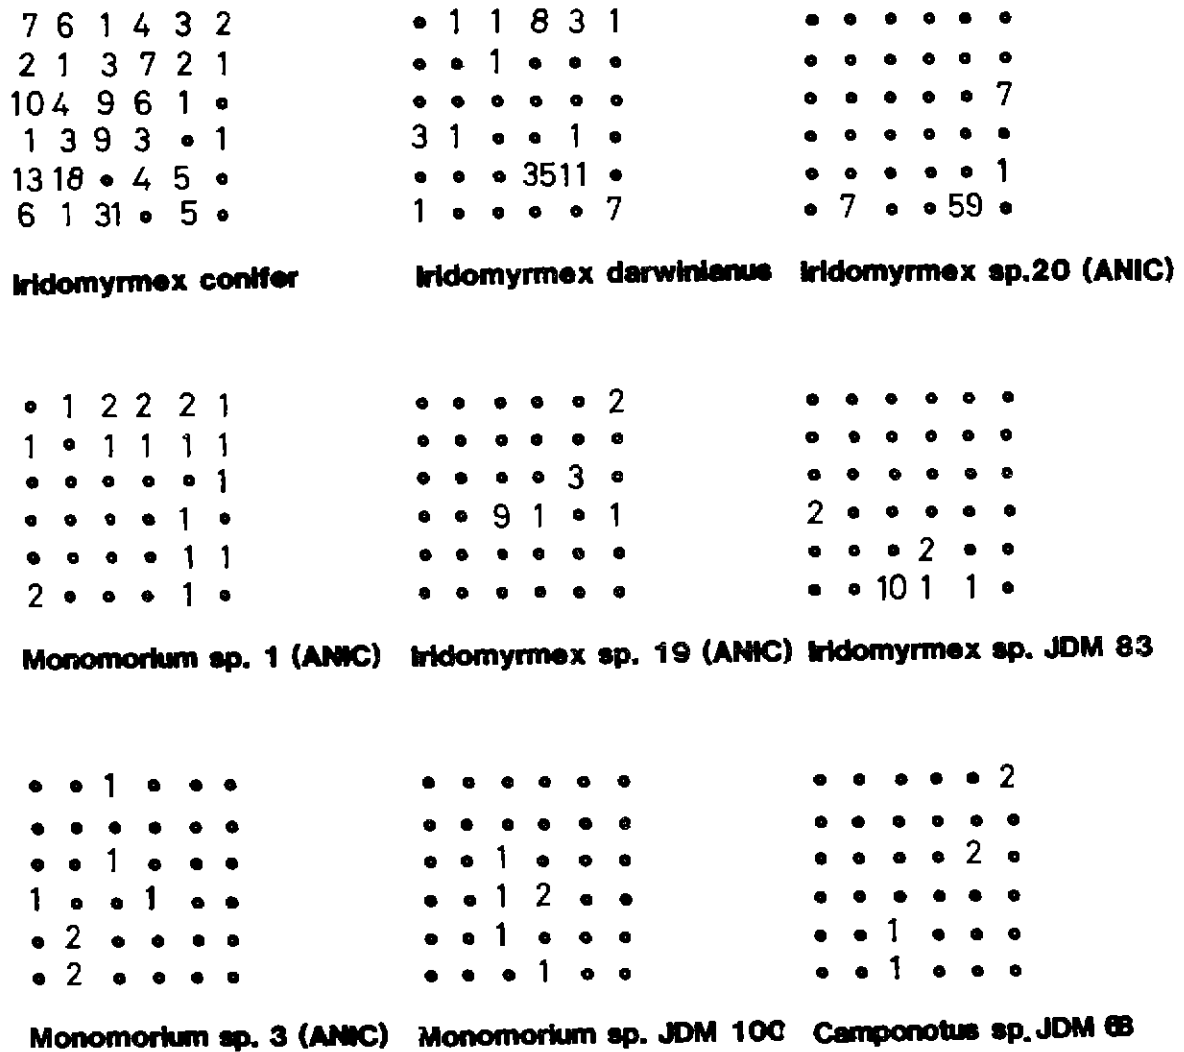 7 6 1 4 3 2 • 1 1 8 3 1 • • • • • •
2 1 3 7 2 1 • • 1 • • • • • • • • •
10 4 9 6 1 • • • • • • • • • • • • 7
1 3 9 3 • 1 3 1 • • 1 • • • • • • •
13 18 • 4 5 • • • • 35 11 • • • • • • 1
6 1 31 • 5 • 1 • • • • 7 • 7 • • 59 •
Iridomyrmex conifer Iridomyrmex darwinianus Iridomyrmex sp.20 (ANIC)
• 1 2 2 2 1 • • • • • 2 • • • • • •
1 • 1 1 1 1 • • • • • • • • • • • •
• • • • • 1 • • • • 3 • • • • • • •
• • • • 1 • • • 9 1 • 1 2 • • • • •
• • • • 1 1 • • • • • • • • • 2 • •
2 • • • 1 • • • • • • • • • 10 1 1 •
Monomorium sp. 1 (ANIC) Iridomyrmex sp. 19 (ANIC) Iridomyrmex sp. JDM 83
• • 1 • • • • • • • • • • • • • • 2
• • • • • • • • • • • • • • • • • •
• • 1 • • • • • 1 • • • • • • • 2 •
1 • • 1 • • • • 1 2 • • • • • • • •
• 2 • • • • • • 1 • • • • • 1 • • •
• 2 • • • • • • • 1 • • • • 1 • • •
Monomorium sp. 3 (ANIC) Monomorium sp. JDM 100 Camponotus sp. JDM